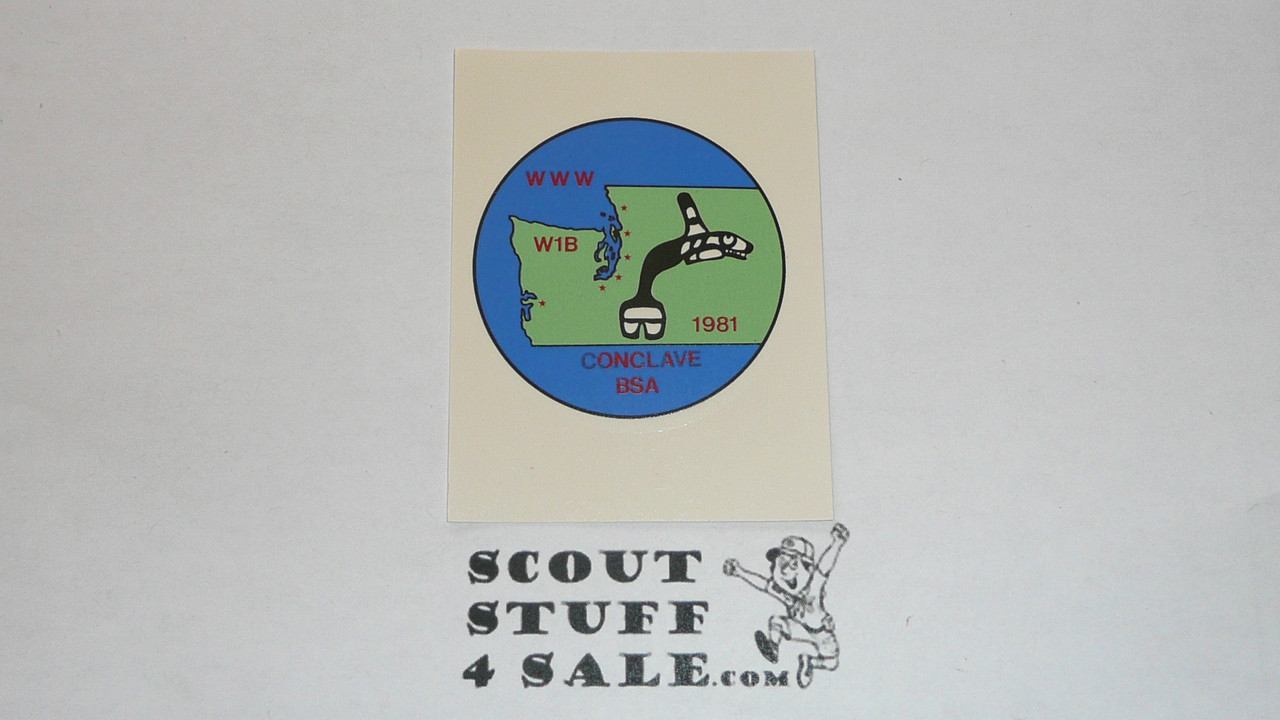 WWW
W1B
1981
CONCLAVE
BSA
SCOUT
STUFF
4 SALE.COM